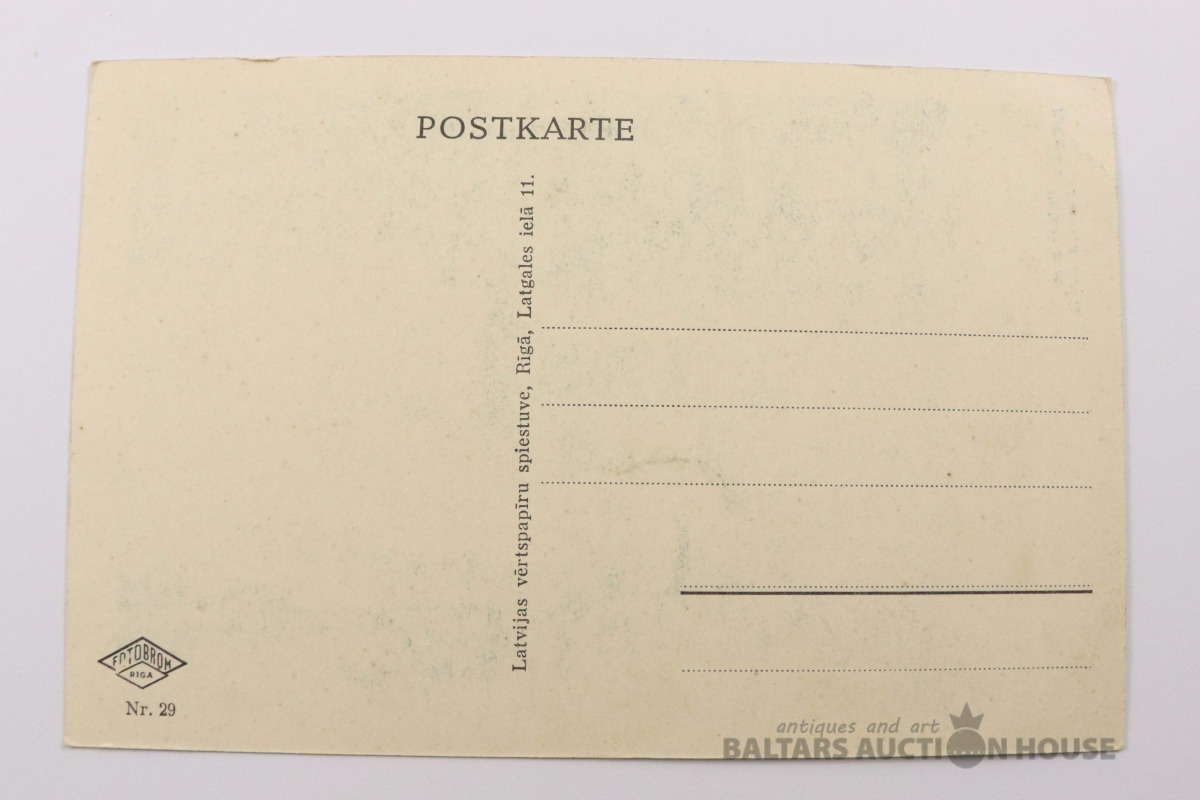 POSTKARTE
Latvijas vērtspapīru spiestuve, Rīgā, Latgales ielā 11.
FOTOBROM
RIGA
Nr. 29
antiques and art
BALTARS AUCTION HOUSE